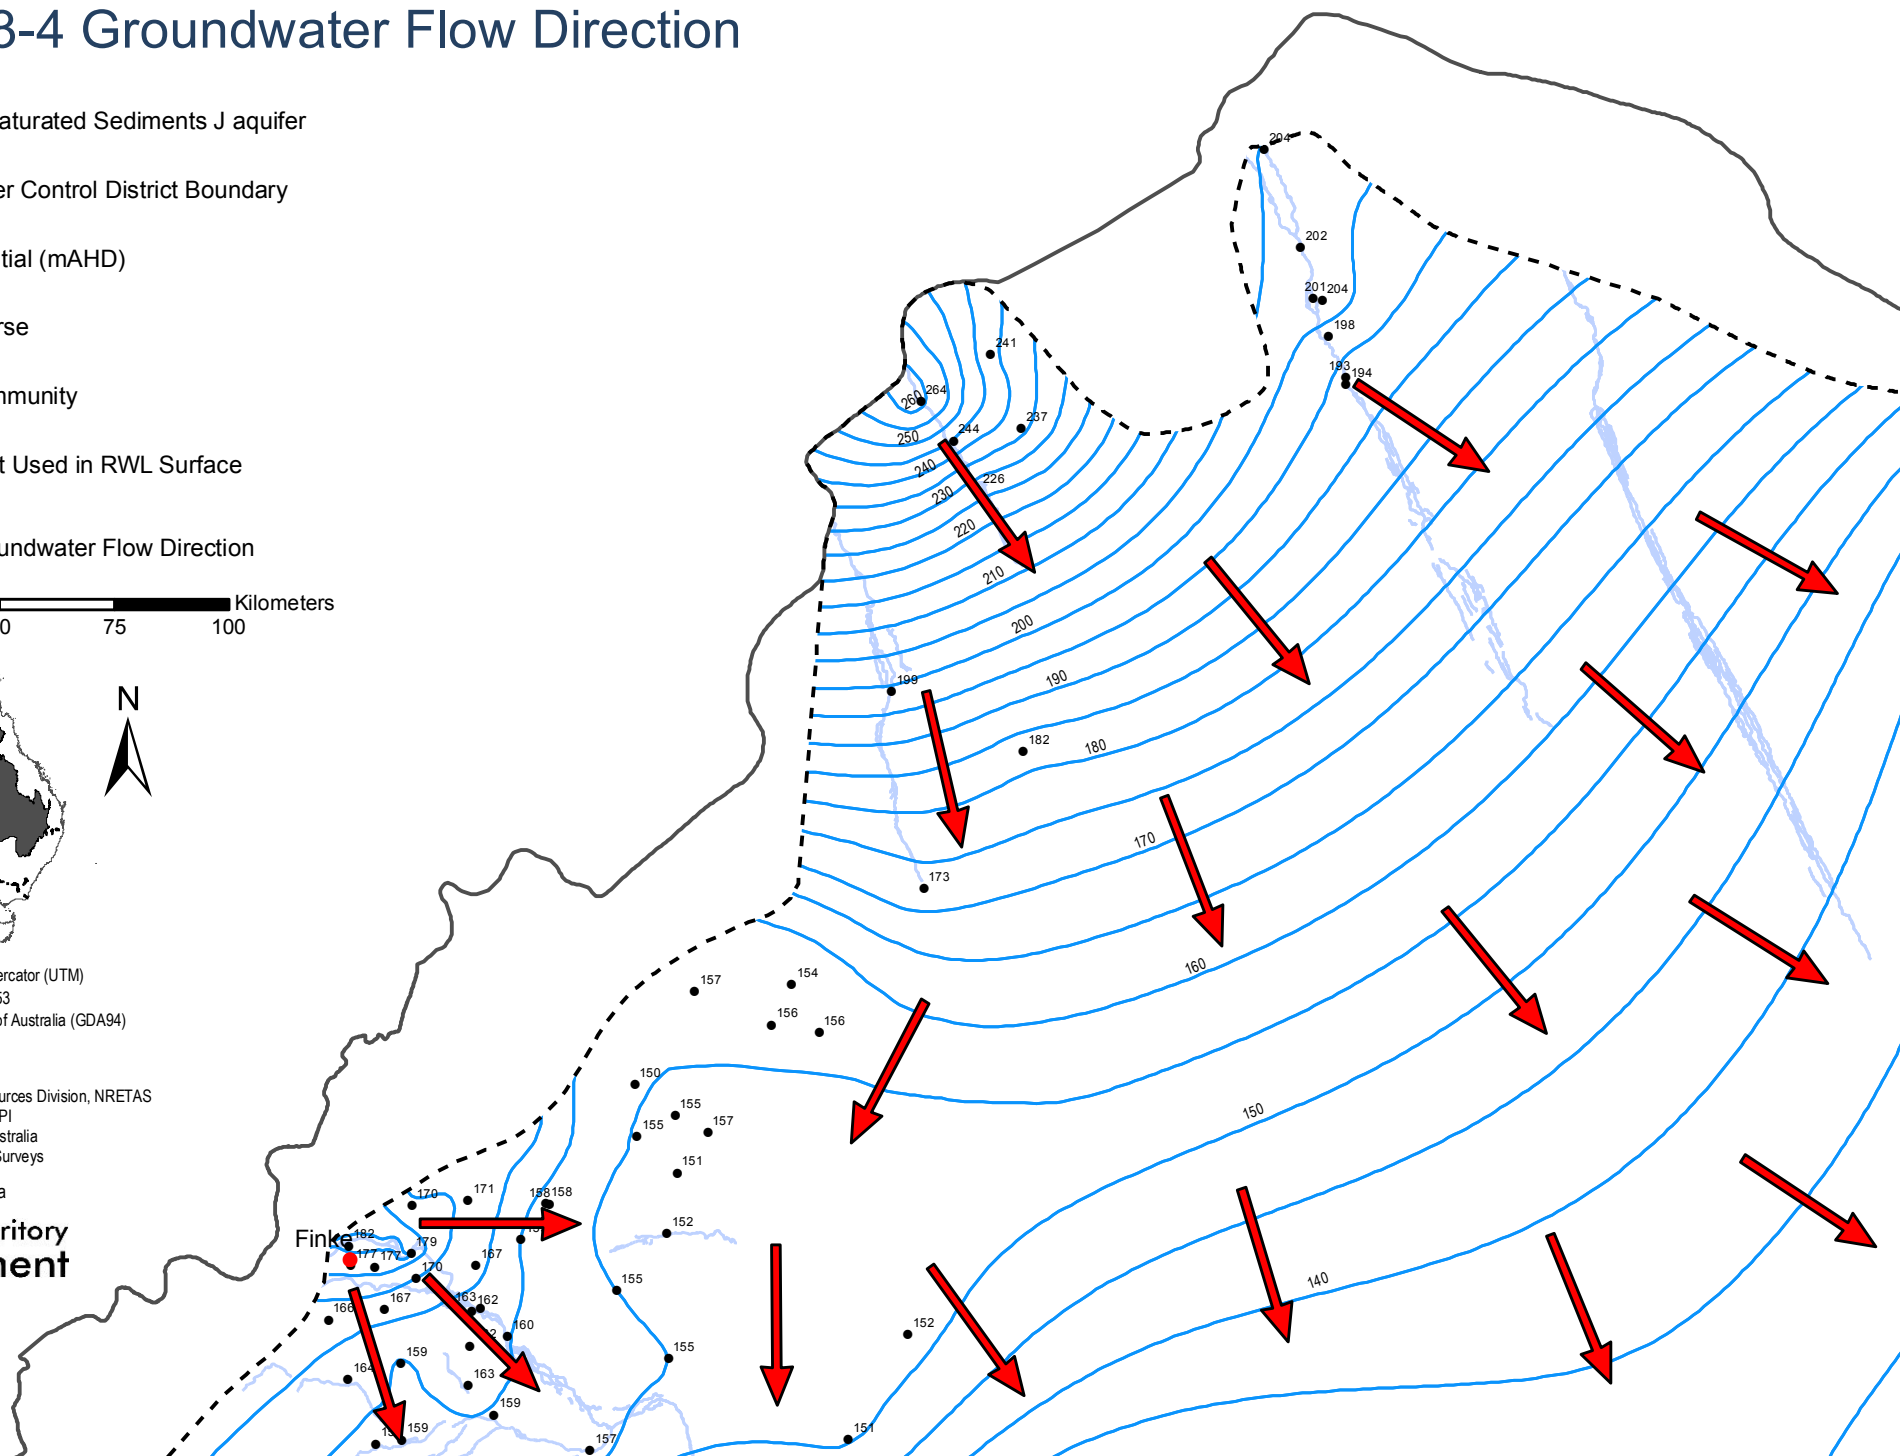 3-4 Groundwater Flow Direction
aturated Sediments J aquifer
er Control District Boundary
tial (mAHD)
rse
mmunity
t Used in RWL Surface
undwater Flow Direction
Kilometers
0 75 100
N
ercator (UTM)
53
of Australia (GDA94)
urces Division, NRETAS
PI
stralia
Surveys
a
ritory
nent
204
202
201 204
198
193 194
241
264
260
237
244
250
240
226
230
220
210
200
199
190
182
180
173
170
160
157
154
156
156
150
155
155
157
151
152
150
170
171
158 158
Finke
182
179
177 177
167
170
155
140
166
167
163 162
160
152
164
159
155
163
159
159
157
151